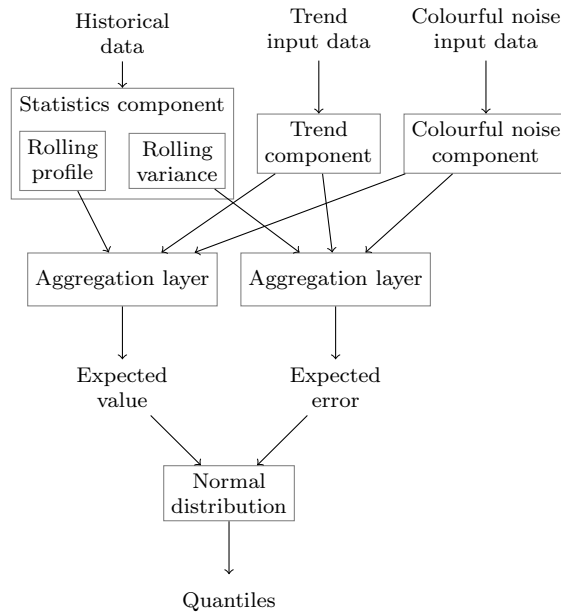 Historical
data
Trend
input data
Colourful noise
input data
Statistics component
Rolling
profile
Rolling
variance
Trend
component
Colourful noise
component
Aggregation layer
Aggregation layer
Expected
value
Expected
error
Normal
distribution
Quantiles